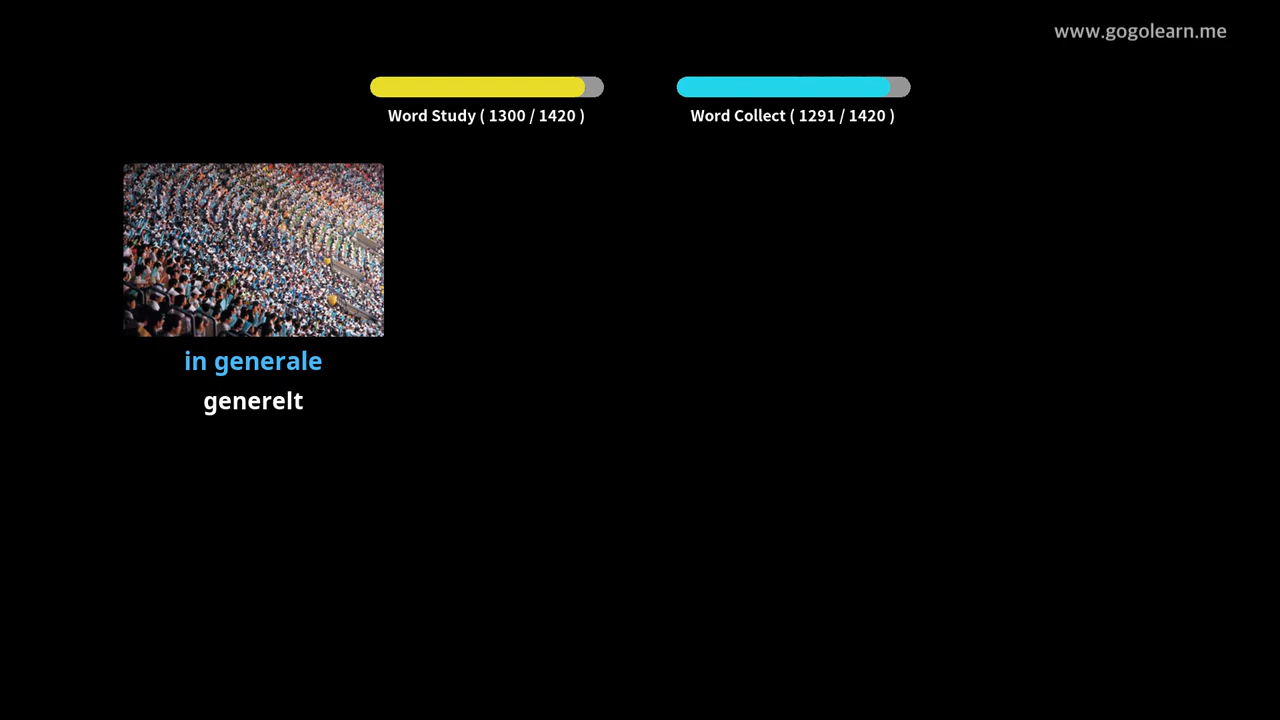 www.gogolearn.me
Word Study ( 1300 / 1420 )
Word Collect ( 1291 / 1420 )
in generale
generelt